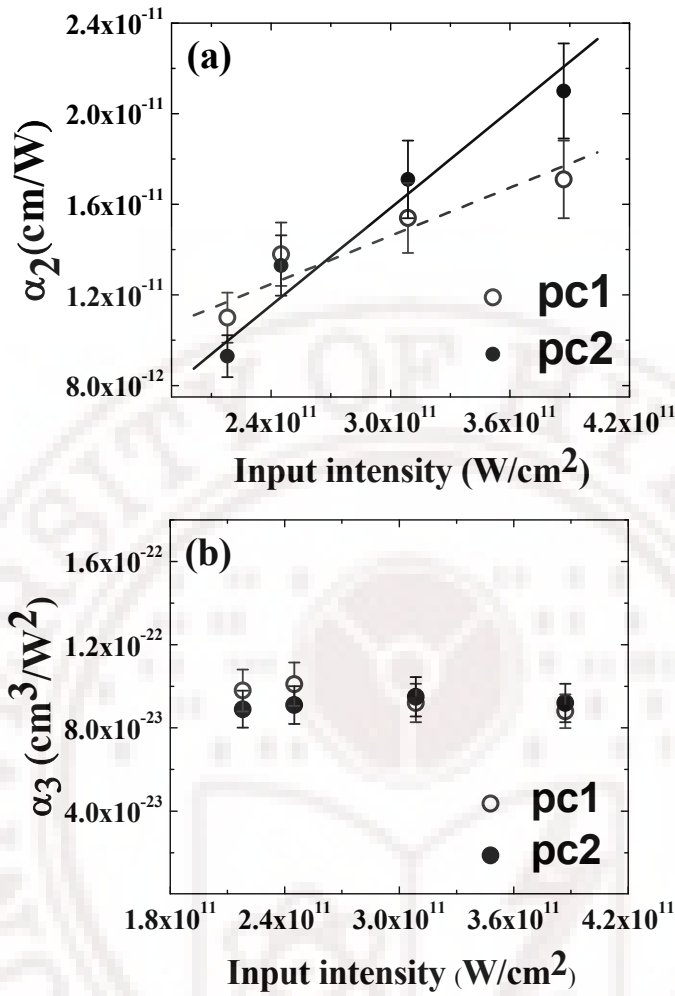 (a)
2.4x10⁻¹¹
2.0x10⁻¹¹
1.6x10⁻¹¹
1.2x10⁻¹¹
8.0x10⁻¹²
α₂(cm/W)
pc1
pc2
2.4x10¹¹ 3.0x10¹¹ 3.6x10¹¹ 4.2x10¹¹
Input intensity (W/cm²)
(b)
1.6x10⁻²²
1.2x10⁻²²
8.0x10⁻²³
4.0x10⁻²³
α₃ (cm³/W²)
pc1
pc2
1.8x10¹¹ 2.4x10¹¹ 3.0x10¹¹ 3.6x10¹¹ 4.2x10¹¹
Input intensity (W/cm²)